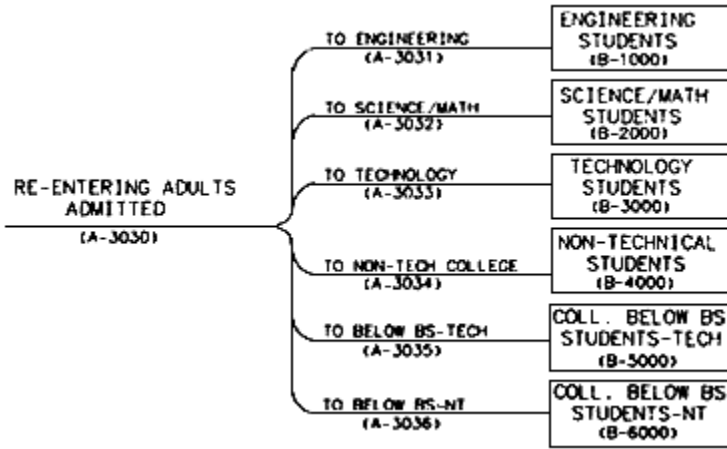 TO ENGINEERING
(A-3031)
ENGINEERING
STUDENTS
(B-1000)
TO SCIENCE/MATH
(A-3032)
SCIENCE/MATH
STUDENTS
(B-2000)
TO TECHNOLOGY
(A-3033)
TECHNOLOGY
STUDENTS
(B-3000)
RE-ENTERING ADULTS
ADMITTED
(A-3030)
TO NON-TECH COLLEGE
(A-3034)
NON-TECHNICAL
STUDENTS
(B-4000)
TO BELOW BS-TECH
(A-3035)
COLL. BELOW BS
STUDENTS-TECH
(B-5000)
TO BELOW BS-NT
(A-3036)
COLL. BELOW BS
STUDENTS-NT
(B-6000)